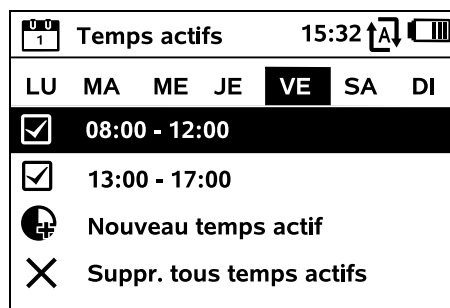 1 Temps actifs 15:32 A
LU MA ME JE VE SA DI
08:00 - 12:00
13:00 - 17:00
Nouveau temps actif
Suppr. tous temps actifs